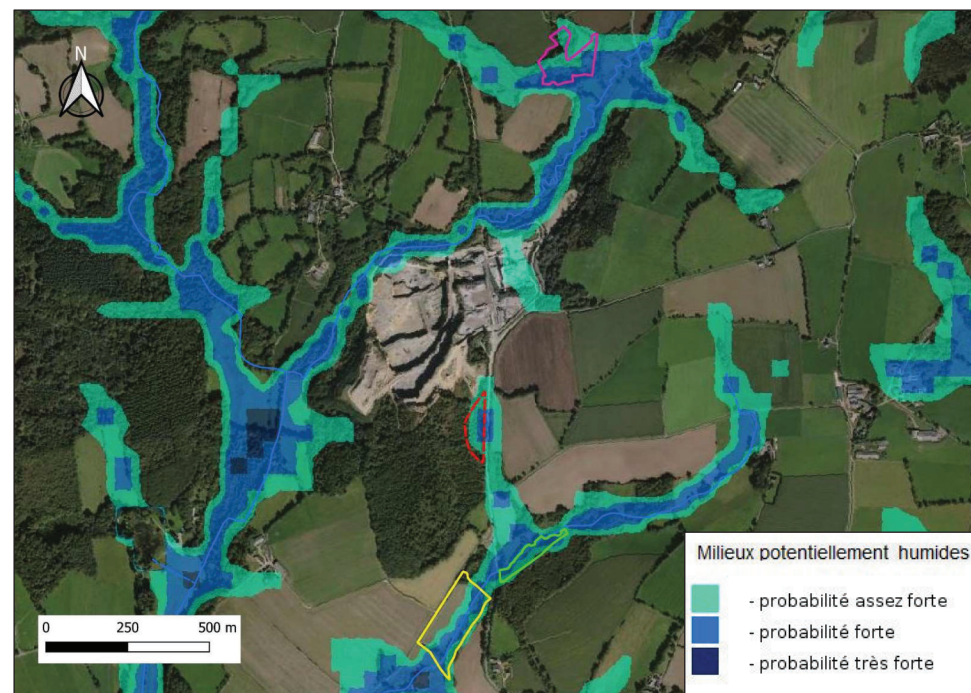 N
0 250 500 m
Milieux potentiellement humides
- probabilité assez forte
- probabilité forte
- probabilité très forte